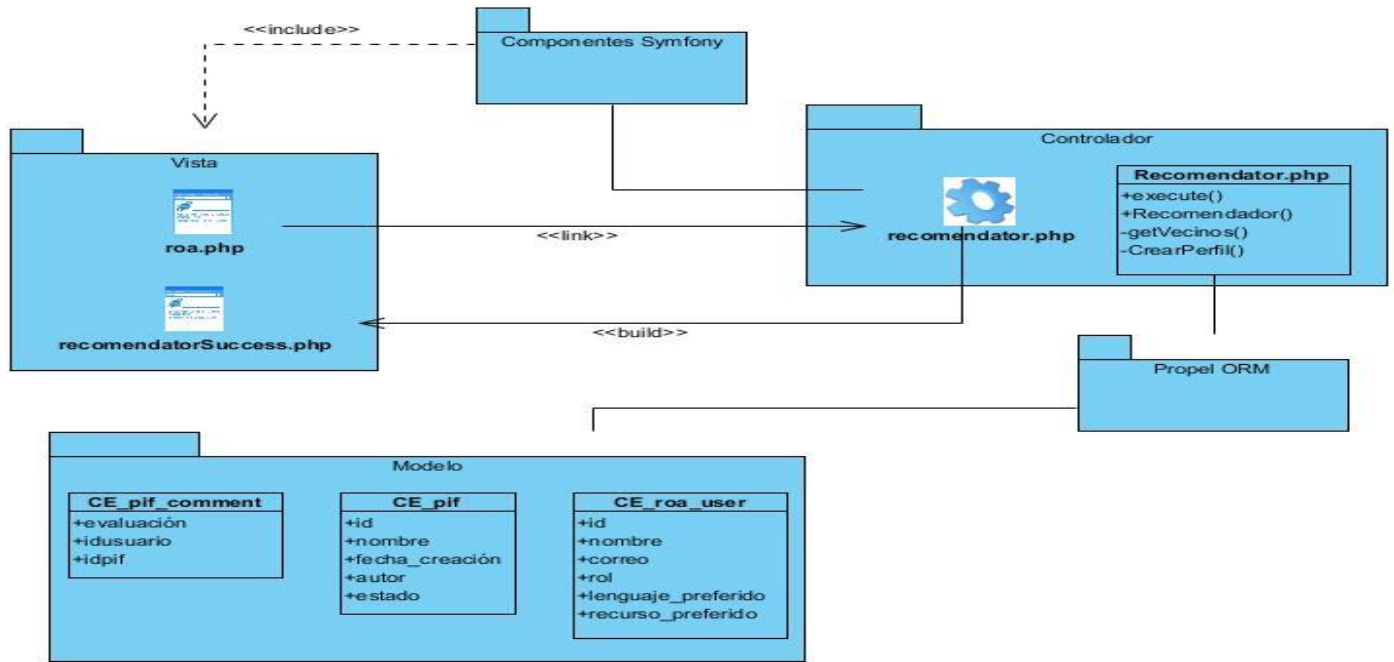 <<include>>
Componentes Symfony
Vista
roa.php
recomendatorSuccess.php
<<link>>
<<build>>
Controlador
recomendator.php
Recomendator.php
+execute()
+Recomendador()
-getVecinos()
-CrearPerfil()
Propel ORM
Modelo
CE_pif_comment
+evaluación
+idusuario
+idpif
CE_pif
+id
+nombre
+fecha_creación
+autor
+estado
CE_roa_user
+id
+nombre
+correo
+rol
+lenguaje_preferido
+recurso_preferido